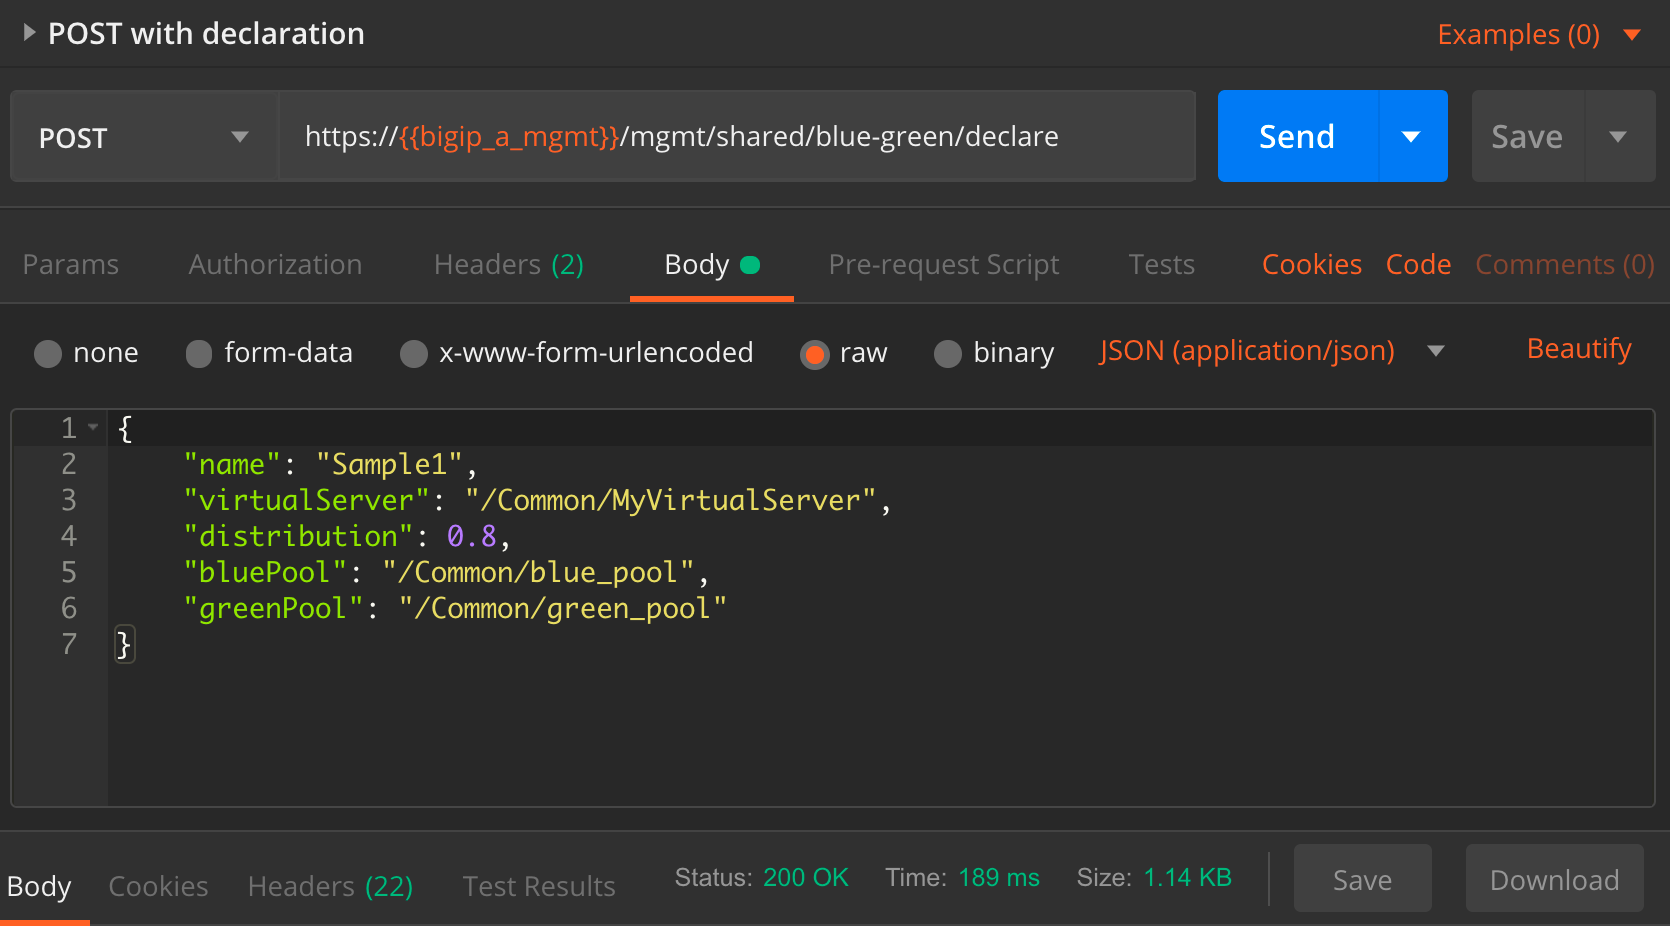 POST with declaration
Examples (0)
POST
https://{{bigip_a_mgmt}}/mgmt/shared/blue-green/declare
Send
Save
Params Authorization Headers (2) Body Pre-request Script Tests Cookies Code Comments (0)
none form-data x-www-form-urlencoded raw binary JSON (application/json) Beautify
1 {
2 "name": "Sample1",
3 "virtualServer": "/Common/MyVirtualServer",
4 "distribution": 0.8,
5 "bluePool": "/Common/blue_pool",
6 "greenPool": "/Common/green_pool"
7 }
Body Cookies Headers (22) Test Results Status: 200 OK Time: 189 ms Size: 1.14 KB Save Download